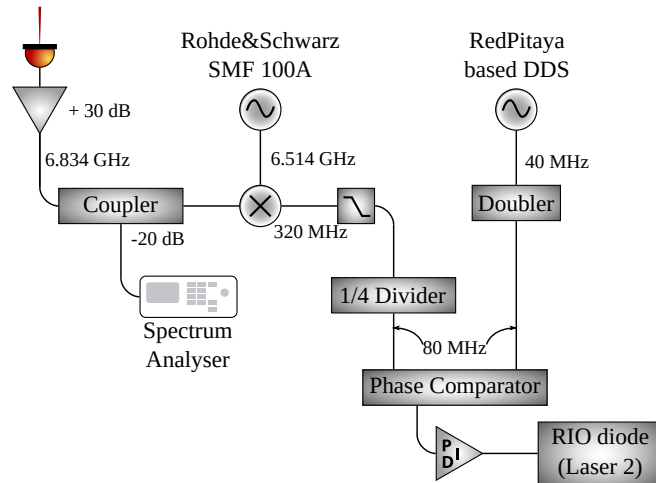 Rohde&Schwarz
SMF 100A
RedPitaya
based DDS
+ 30 dB
6.834 GHz
6.514 GHz
40 MHz
Coupler
Doubler
-20 dB
320 MHz
1/4 Divider
Spectrum
Analyser
80 MHz
Phase Comparator
P I
D
RIO diode
(Laser 2)